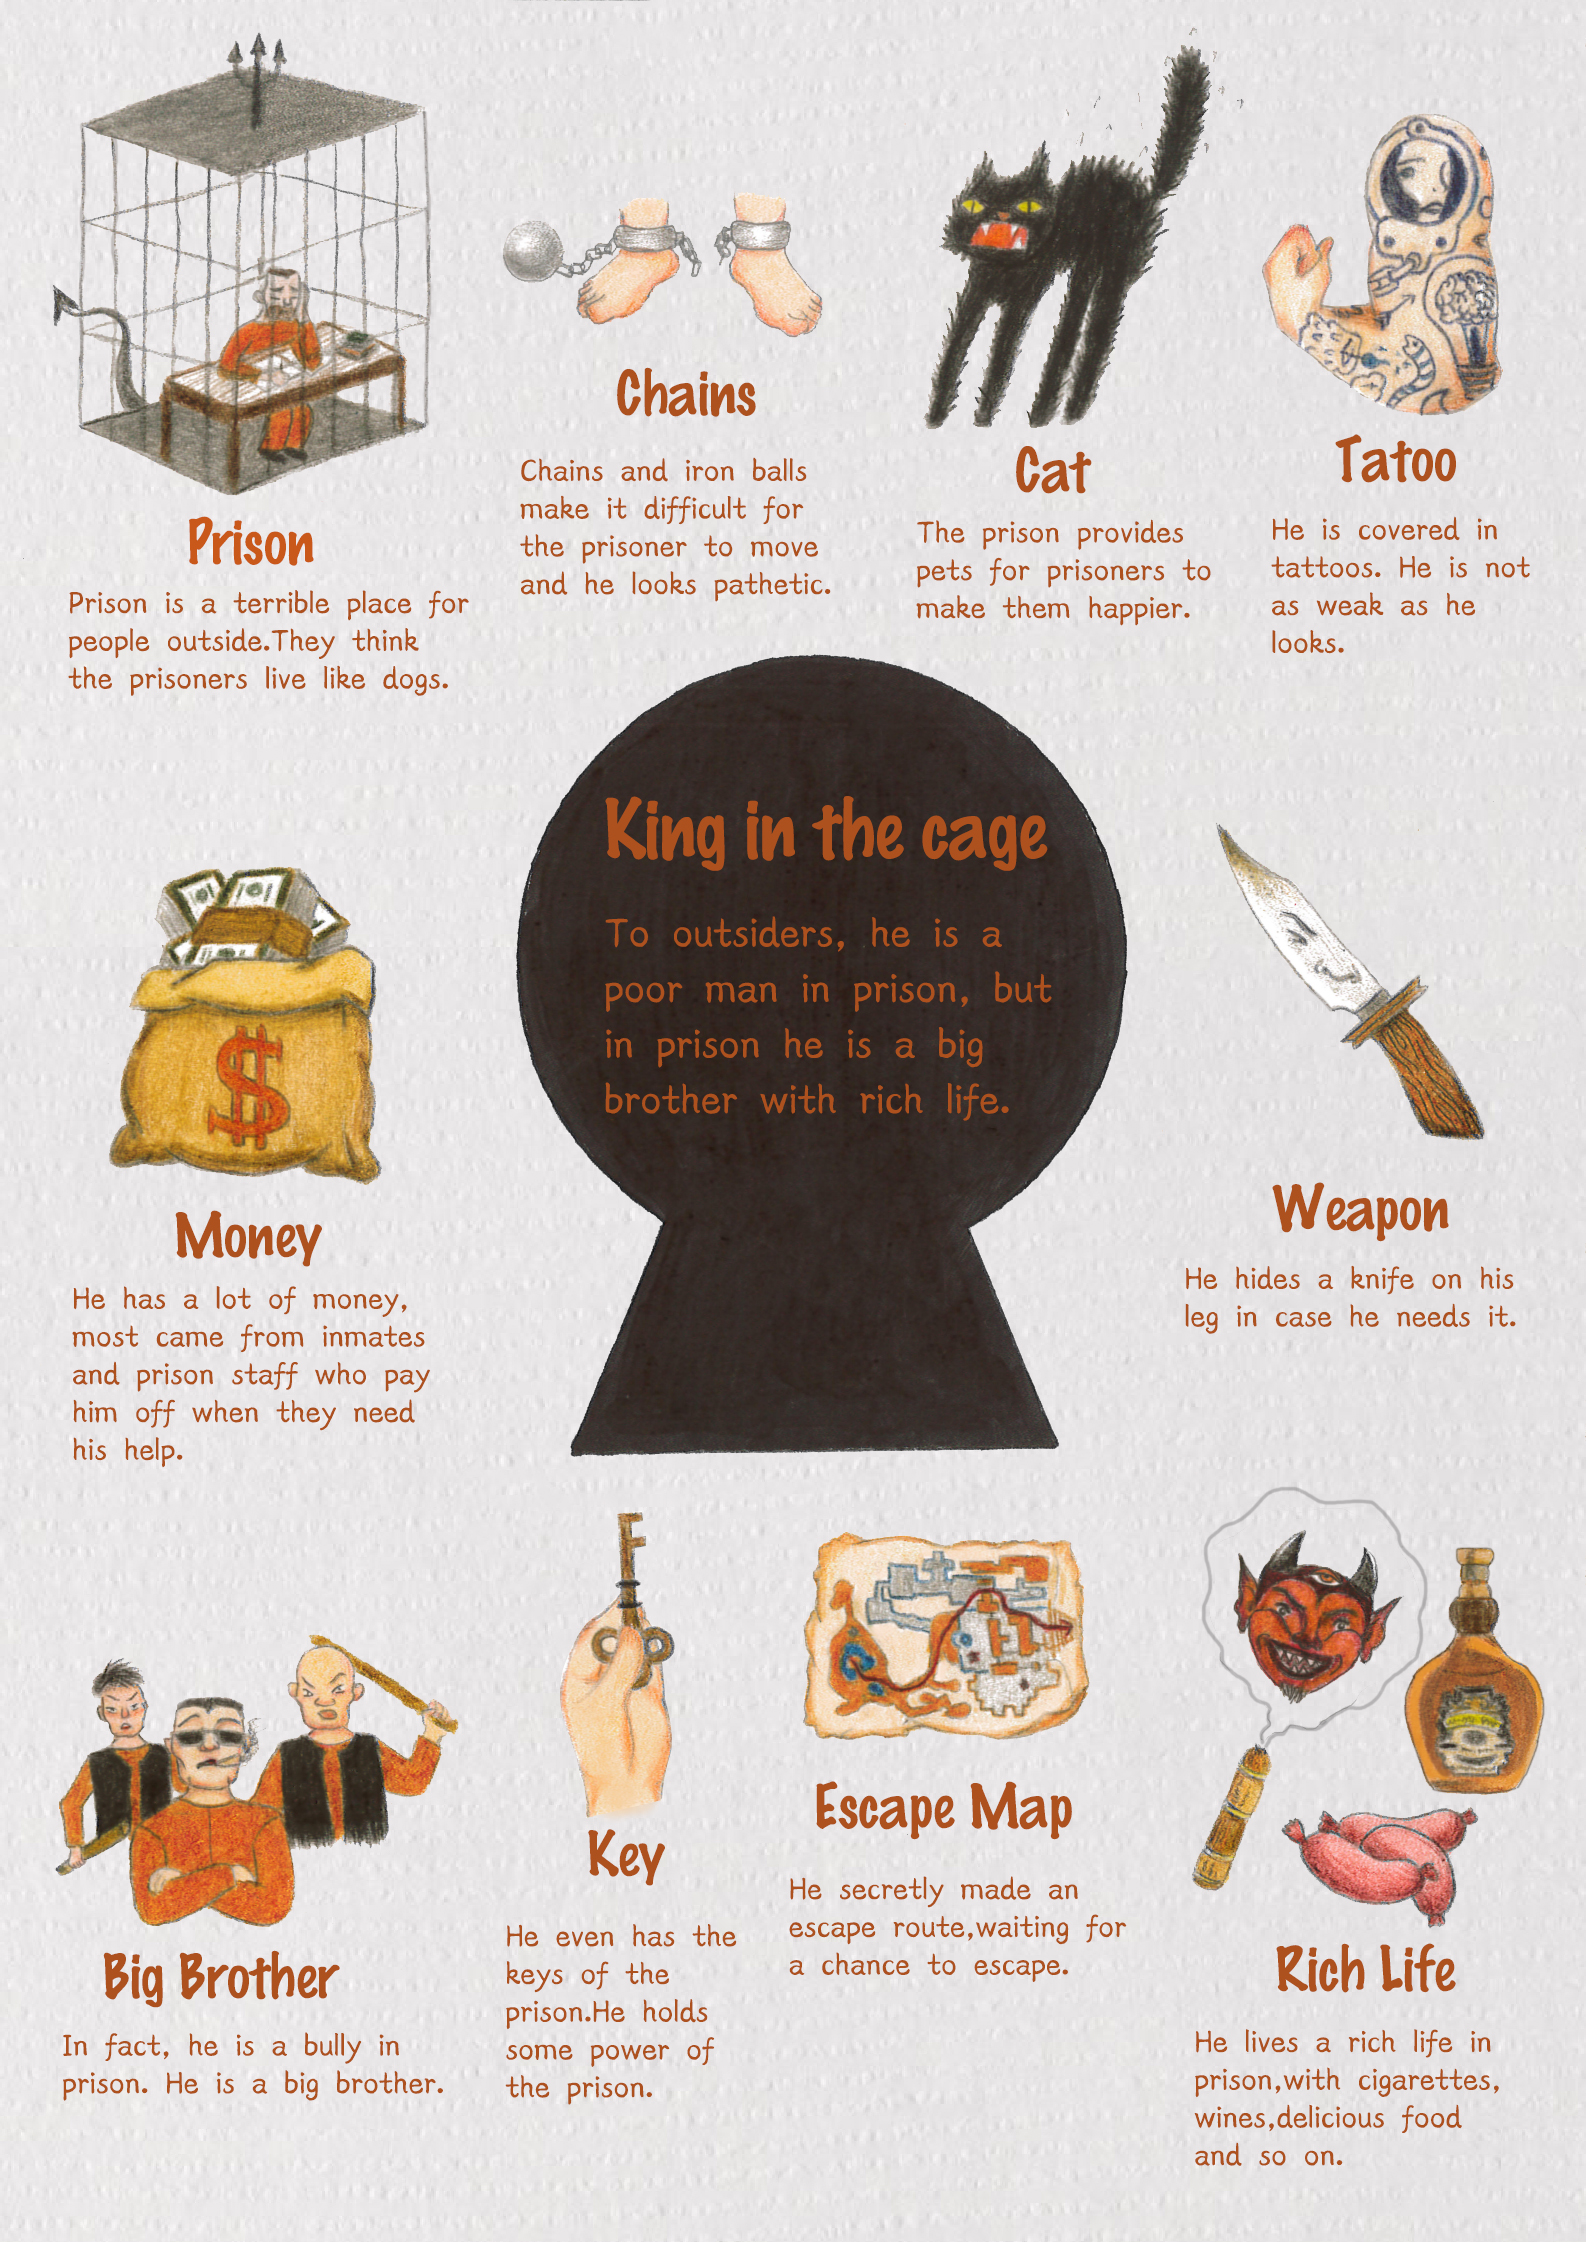 Prison
Prison is a terrible place for
people outside.They think
the prisoners live like dogs.
Chains
Chains and iron balls
make it difficult for
the prisoner to move
and he looks pathetic.
Cat
The prison provides
pets for prisoners to
make them happier.
Tatoo
He is covered in
tattoos. He is not
as weak as he
looks.
King in the cage
To outsiders, he is a
poor man in prison, but
in prison he is a big
brother with rich life.
$
Money
He has a lot of money,
most came from inmates
and prison staff who pay
him off when they need
his help.
Weapon
He hides a knife on his
leg in case he needs it.
Big Brother
In fact, he is a bully in
prison. He is a big brother.
Key
He even has the
keys of the
prison.He holds
some power of
the prison.
Escape Map
He secretly made an
escape route,waiting for
a chance to escape.
Rich Life
He lives a rich life in
prison,with cigarettes,
wines,delicious food
and so on.